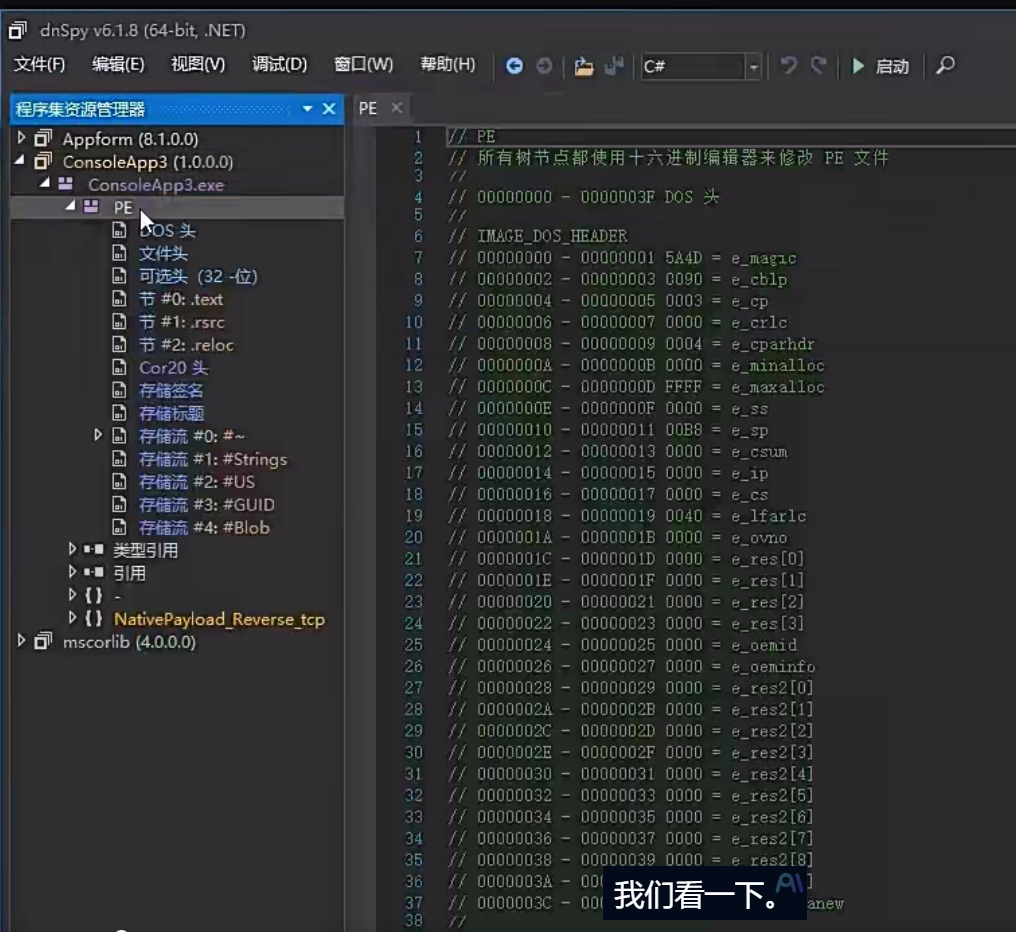 dnSpy v6.1.8 (64-bit, .NET)
文件(F) 编辑(E) 视图(V) 调试(D) 窗口(W) 帮助(H) C# 启动
程序集资源管理器
Appform (8.1.0.0)
ConsoleApp3 (1.0.0.0)
ConsoleApp3.exe
PE
DOS 头
文件头
可选头 (32 -位)
节 #0: .text
节 #1: .rsrc
节 #2: .reloc
Cor20 头
存储签名
存储标题
存储流 #0: #~
存储流 #1: #Strings
存储流 #2: #US
存储流 #3: #GUID
存储流 #4: #Blob
类型引用
引用
{ } -
{ } NativePayload_Reverse_tcp
mscorlib (4.0.0.0)
PE
1 // PE
2 // 所有树节点都使用十六进制编辑器来修改 PE 文件
3 //
4 // 00000000 - 0000003F DOS 头
5 //
6 // IMAGE_DOS_HEADER
7 // 00000000 - 00000001 5A4D = e_magic
8 // 00000002 - 00000003 0090 = e_cblp
9 // 00000004 - 00000005 0003 = e_cp
10 // 00000006 - 00000007 0000 = e_crlc
11 // 00000008 - 00000009 0004 = e_cparhdr
12 // 0000000A - 0000000B 0000 = e_minalloc
13 // 0000000C - 0000000D FFFF = e_maxalloc
14 // 0000000E - 0000000F 0000 = e_ss
15 // 00000010 - 00000011 00B8 = e_sp
16 // 00000012 - 00000013 0000 = e_csum
17 // 00000014 - 00000015 0000 = e_ip
18 // 00000016 - 00000017 0000 = e_cs
19 // 00000018 - 00000019 0040 = e_lfarlc
20 // 0000001A - 0000001B 0000 = e_ovno
21 // 0000001C - 0000001D 0000 = e_res[0]
22 // 0000001E - 0000001F 0000 = e_res[1]
23 // 00000020 - 00000021 0000 = e_res[2]
24 // 00000022 - 00000023 0000 = e_res[3]
25 // 00000024 - 00000025 0000 = e_oemid
26 // 00000026 - 00000027 0000 = e_oeminfo
27 // 00000028 - 00000029 0000 = e_res2[0]
28 // 0000002A - 0000002B 0000 = e_res2[1]
29 // 0000002C - 0000002D 0000 = e_res2[2]
30 // 0000002E - 0000002F 0000 = e_res2[3]
31 // 00000030 - 00000031 0000 = e_res2[4]
32 // 00000032 - 00000033 0000 = e_res2[5]
33 // 00000034 - 00000035 0000 = e_res2[6]
34 // 00000036 - 00000037 0000 = e_res2[7]
35 // 00000038 - 00000039 0000 = e_res2[8]
36 // 0000003A - 00 ]
37 // 0000003C - 00 anew
38 //
我们看一下。AI